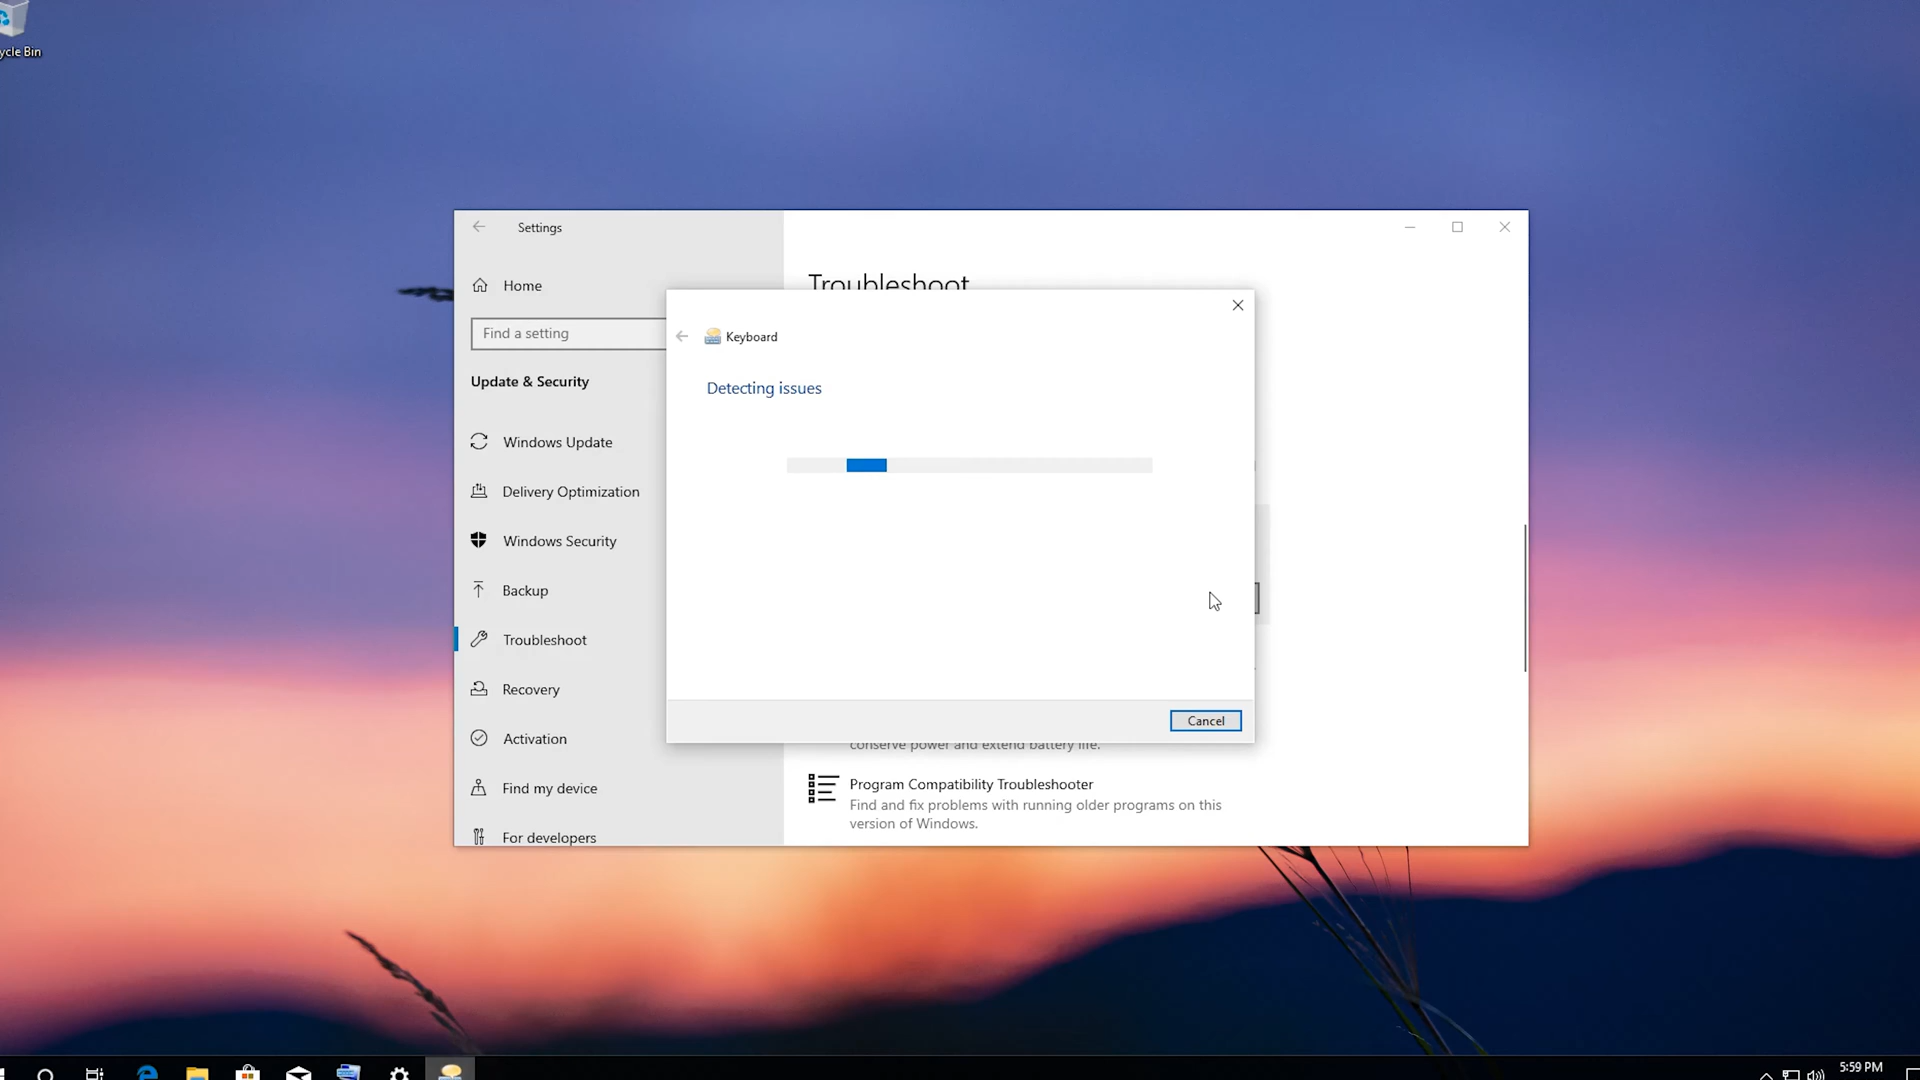 ycle Bin
Settings
Home
Find a setting
Update & Security
Windows Update
Delivery Optimization
Windows Security
Backup
Troubleshoot
Recovery
Activation
Find my device
For developers
Troubleshoot
Keyboard
Detecting issues
Cancel
conserve power and extend battery life.
Program Compatibility Troubleshooter
Find and fix problems with running older programs on this
version of Windows.
5:59 PM